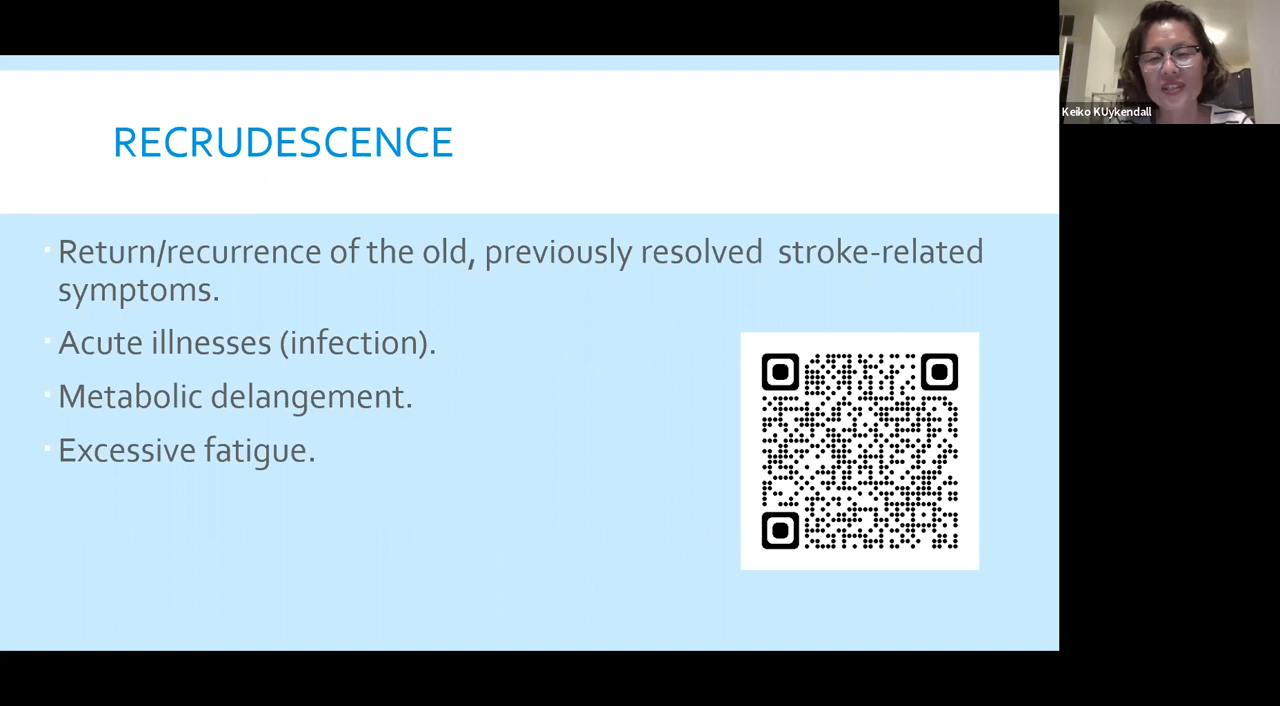 RECRUDESCENCE
Return/recurrence of the old, previously resolved stroke-related
symptoms.
Acute illnesses (infection).
Metabolic delangement.
Excessive fatigue.
Keiko KUykendall